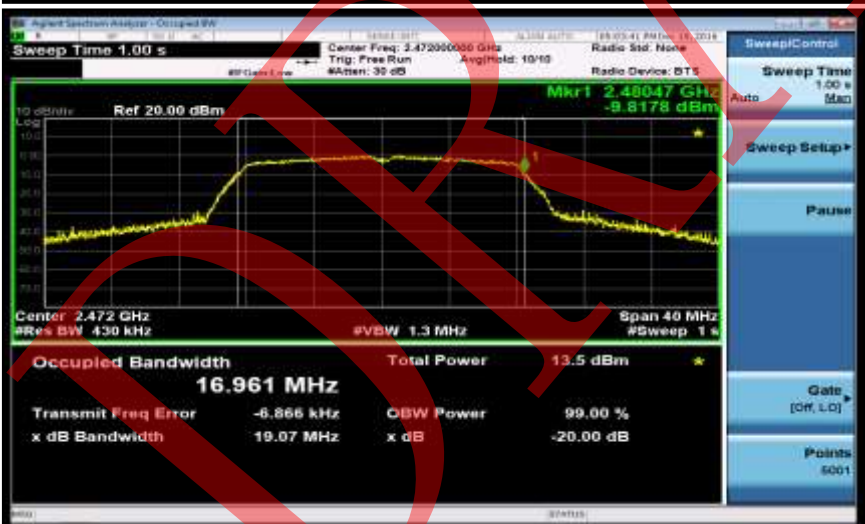 Agilent Spectrum Analyzer - Occupied BW
Sweep Time 1.00 s
Center Freq: 2.472000000 GHz
Radio Std: None
Trig: Free Run
Avg|Hold: 10/10
#IFGain:Low
#Atten: 30 dB
Radio Device: BTS
Mkr1 2.48047 GHz
-9.8178 dBm
10 dB/div
Ref 20.00 dBm
Log
1
Center 2.472 GHz
Span 40 MHz
#Res BW 430 kHz
#VBW 1.3 MHz
#Sweep 1 s
Occupied Bandwidth
Total Power
13.5 dBm
16.961 MHz
Transmit Freq Error
-6.866 kHz
OBW Power
99.00 %
x dB Bandwidth
19.07 MHz
x dB
-20.00 dB
STATUS
Sweep/Control
Sweep Time
1.00 s
Auto
Man
Sweep Setup
Pause
Gate
[Off, LO]
Points
5001